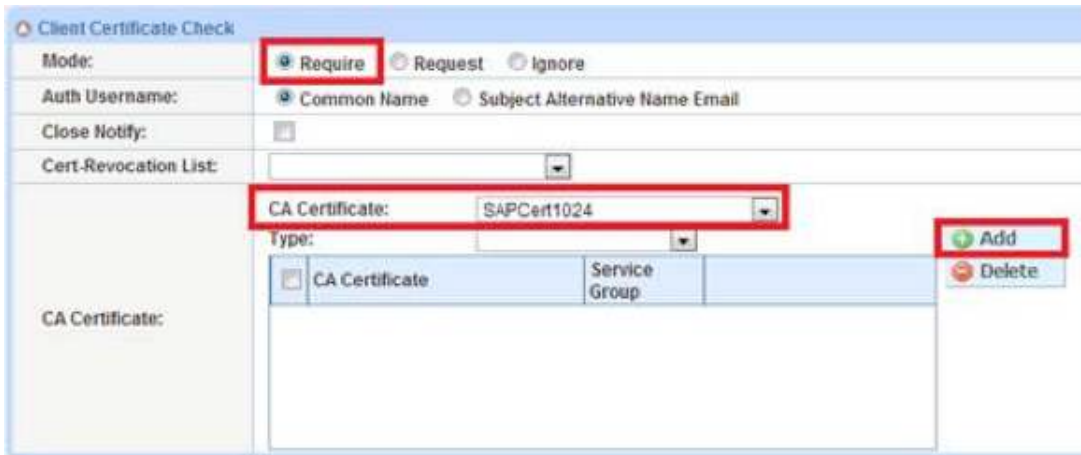 Client Certificate Check
Mode: Require Request Ignore
Auth Username: Common Name Subject Alternative Name Email
Close Notify:
Cert-Revocation List:
CA Certificate: SAPCert1024
Type:
Add
CA Certificate Service Group
Delete
CA Certificate: